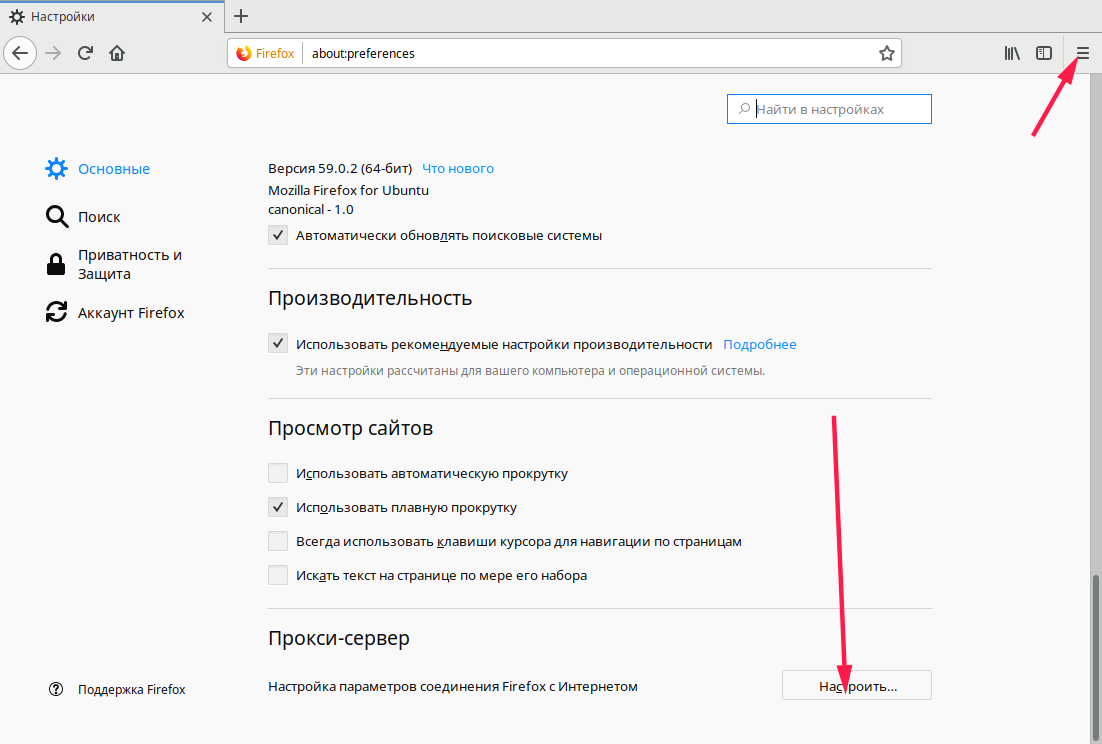 Настройки
Firefox
about:preferences
Найти в настройках
Основные
Поиск
Приватность и
Защита
Аккаунт Firefox
Версия 59.0.2 (64-бит) Что нового
Mozilla Firefox for Ubuntu
canonical - 1.0
Автоматически обновлять поисковые системы
Производительность
Использовать рекомендуемые настройки производительности Подробнее
Эти настройки рассчитаны для вашего компьютера и операционной системы.
Просмотр сайтов
Использовать автоматическую прокрутку
Использовать плавную прокрутку
Всегда использовать клавиши курсора для навигации по страницам
Искать текст на странице по мере его набора
Прокси-сервер
Настройка параметров соединения Firefox с Интернетом
Настроить...
Поддержка Firefox